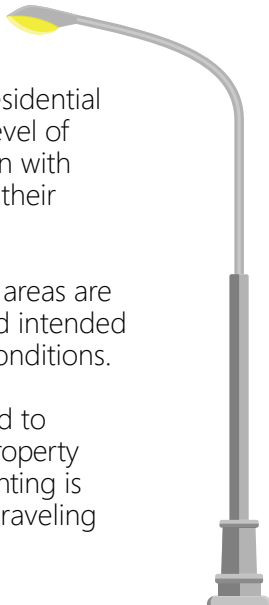 sidential
evel of
n with
their
areas are
d intended
onditions.
d to
roperty
nting is
raveling